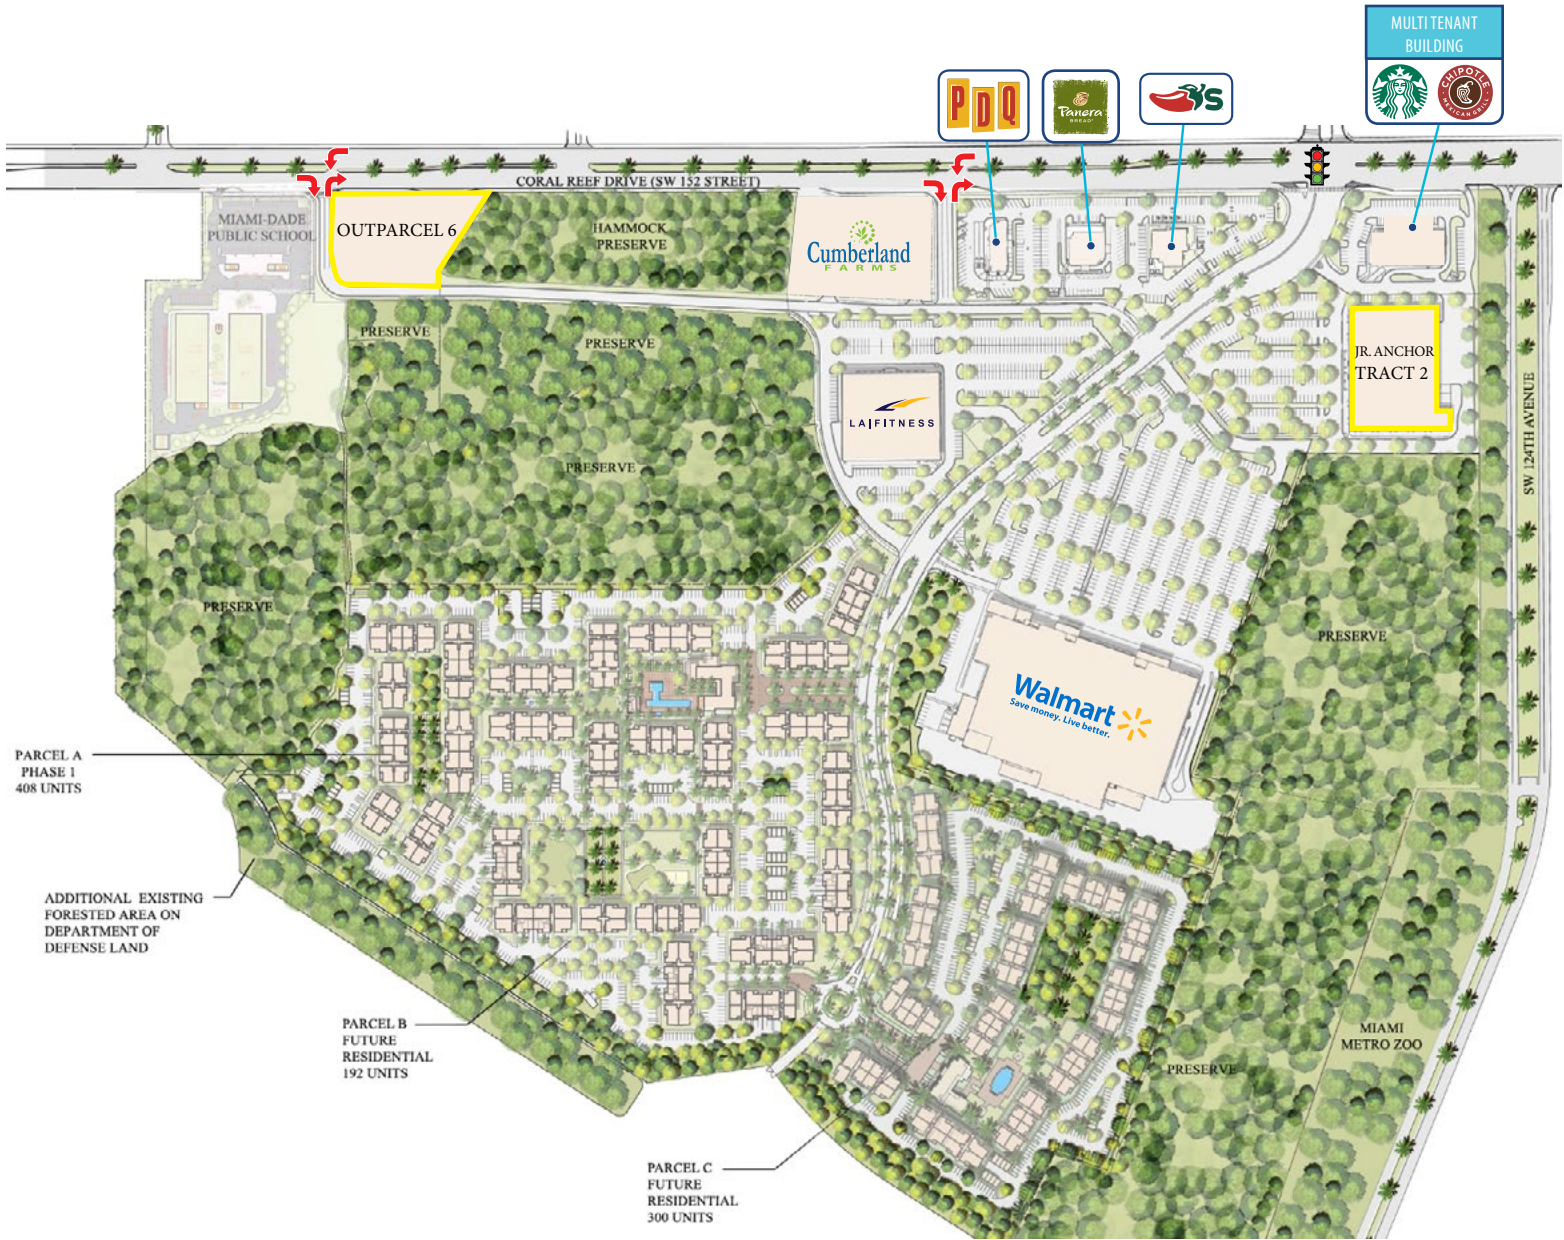 MULTI TENANT
BUILDING
CHIPOTLE
MEXICAN GRILL
PDQ
Panera
BREAD
'S
CORAL REEF DRIVE (SW 152 STREET)
MIAMI-DADE
PUBLIC SCHOOL
OUTPARCEL 6
HAMMOCK
PRESERVE
Cumberland
FARMS
PRESERVE
PRESERVE
JR. ANCHOR
TRACT 2
LA FITNESS
SW 124TH AVENUE
PRESERVE
PRESERVE
PRESERVE
Walmart
Save money. Live better.
PARCEL A
PHASE 1
408 UNITS
ADDITIONAL EXISTING
FORESTED AREA ON
DEPARTMENT OF
DEFENSE LAND
PARCEL B
FUTURE
RESIDENTIAL
192 UNITS
MIAMI
METRO ZOO
PRESERVE
PARCEL C
FUTURE
RESIDENTIAL
300 UNITS